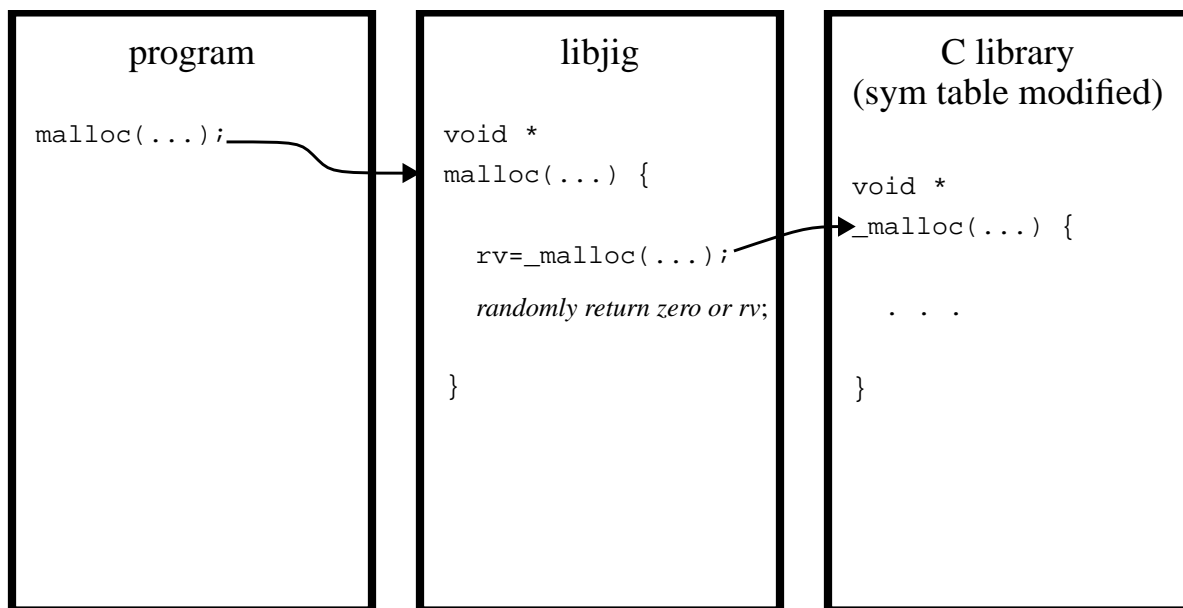 program
malloc(...);
libjig
void *
malloc(...) {
rv=_malloc(...);
randomly return zero or rv;
}
C library
(sym table modified)
void *
_malloc(...) {
. . .
}